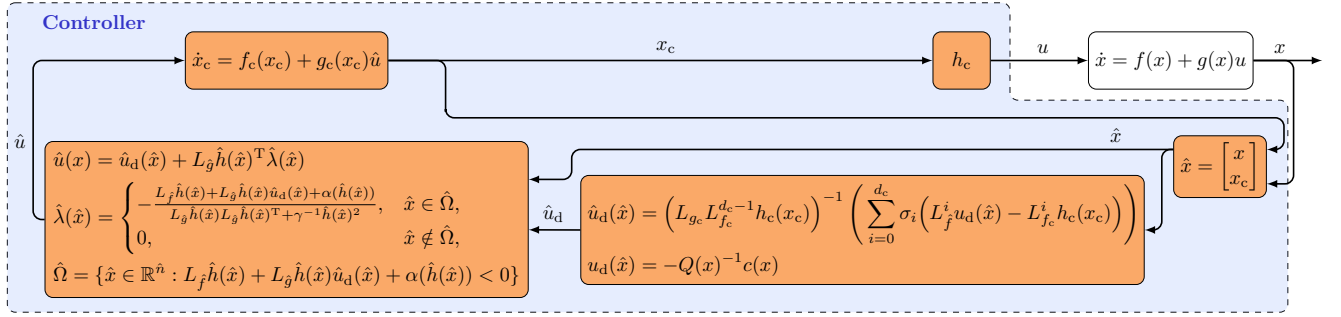 Controller
ẋ_c = f_c(x_c) + g_c(x_c)û
x_c
h_c
u
ẋ = f(x) + g(x)u
x
û
x̂
x̂ = [x; x_c]
û(x) = û_d(x̂) + L_ĝ ĥ(x̂)^T λ̂(x̂)
λ̂(x̂) = { −(L_f̂ ĥ(x̂) + L_ĝ ĥ(x̂)û_d(x̂) + α(ĥ(x̂))) / (L_ĝ ĥ(x̂) L_ĝ ĥ(x̂)^T + γ^{−1} ĥ(x̂)^2), x̂ ∈ Ω̂,
0, x̂ ∉ Ω̂,
Ω̂ = {x̂ ∈ ℝ^n̂ : L_f̂ ĥ(x̂) + L_ĝ ĥ(x̂)û_d(x̂) + α(ĥ(x̂)) < 0}
û_d
û_d(x̂) = (L_{g_c} L_{f_c}^{d_c−1} h_c(x_c))^{−1} (∑_{i=0}^{d_c} σ_i(L_f̂^i u_d(x̂) − L_{f_c}^i h_c(x_c)))
u_d(x̂) = −Q(x)^{−1} c(x)